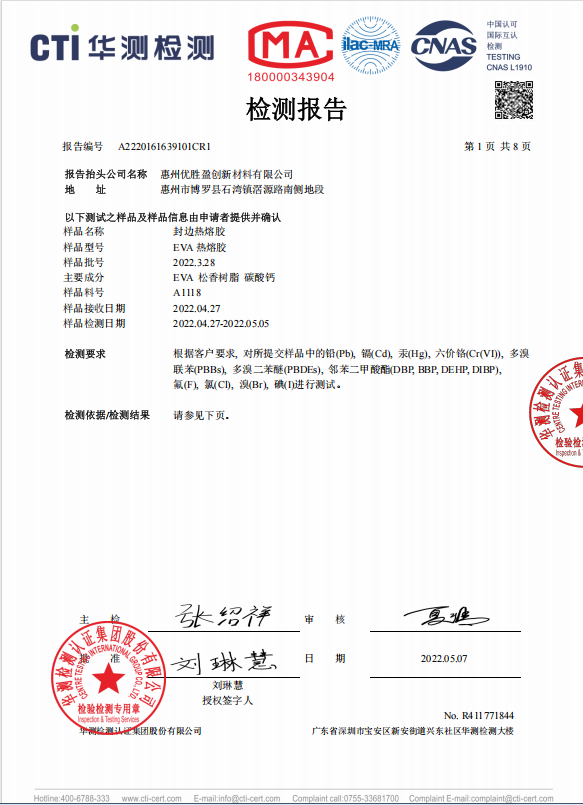 CTI 华测检测
MA
180000343904
ilac-MRA
CNAS
中国认可
国际互认
检测
TESTING
CNAS L1910
检测报告
报告编号 A2220161639101CR1 第 1 页 共 8 页
报告抬头公司名称 惠州优胜盈创新材料有限公司
地 址 惠州市博罗县石湾镇滘源路南侧地段
以下测试之样品及样品信息由申请者提供并确认
样品名称 封边热熔胶
样品型号 EVA 热熔胶
样品批号 2022.3.28
主要成分 EVA 松香树脂 碳酸钙
样品料号 A1118
样品接收日期 2022.04.27
样品检测日期 2022.04.27-2022.05.05
检测要求 根据客户要求, 对所提交样品中的铅(Pb), 镉(Cd), 汞(Hg), 六价铬(Cr(VI)), 多溴
联苯(PBBs), 多溴二苯醚(PBDEs), 邻苯二甲酸酯(DBP, BBP, DEHP, DIBP),
氟(F), 氯(Cl), 溴(Br), 碘(I)进行测试。
检测依据/检测结果 请参见下页。
主 检 张绍祥 审 核
批 准 刘琳慧 日 期 2022.05.07
刘琳慧
授权签字人
华测检测认证集团股份有限公司
CENTRE TESTING INTERNATIONAL GROUP CO., LTD.
检验检测专用章
Inspection & Testing Services
No. R411771844
华测检测认证集团股份有限公司 广东省深圳市宝安区新安街道兴东社区华测检测大楼
Hotline:400-6788-333 www.cti-cert.com E-mail:info@cti-cert.com Complaint call:0755-33681700 Complaint E-mail:complaint@cti-cert.com